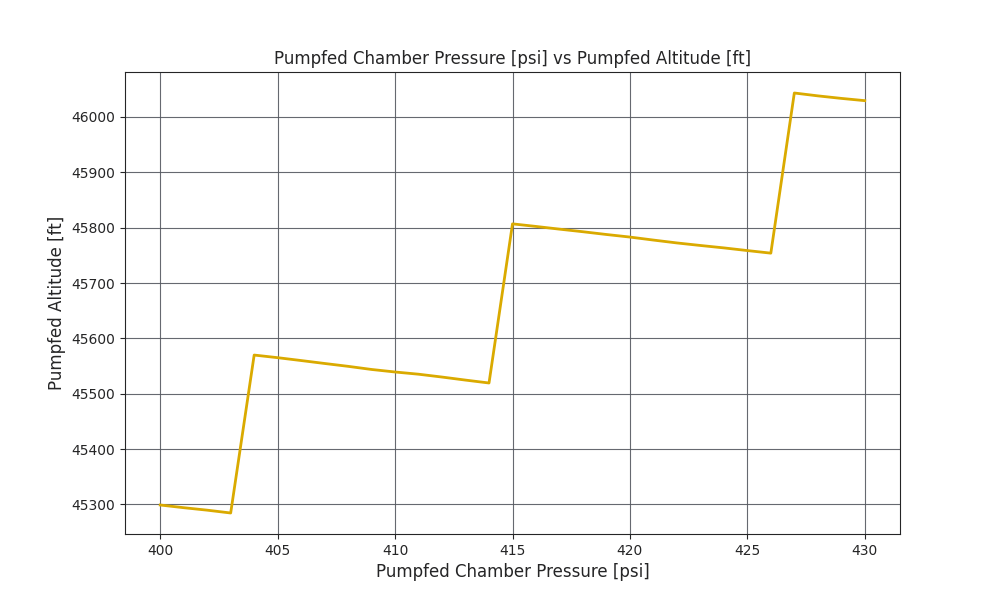 Pumpfed Chamber Pressure [psi] vs Pumpfed Altitude [ft]
Pumpfed Altitude [ft]
46000
45900
45800
45700
45600
45500
45400
45300
400 405 410 415 420 425 430
Pumpfed Chamber Pressure [psi]